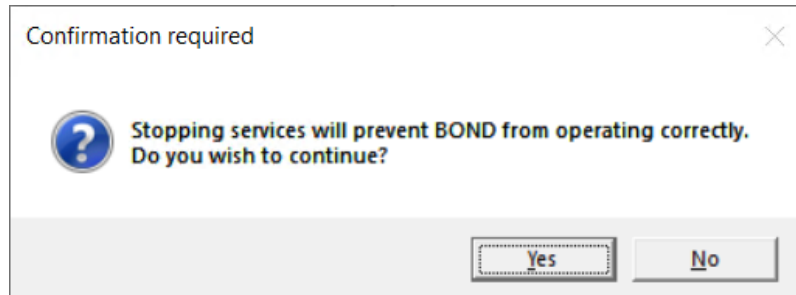 Confirmation required
Stopping services will prevent BOND from operating correctly.
Do you wish to continue?
Yes
No